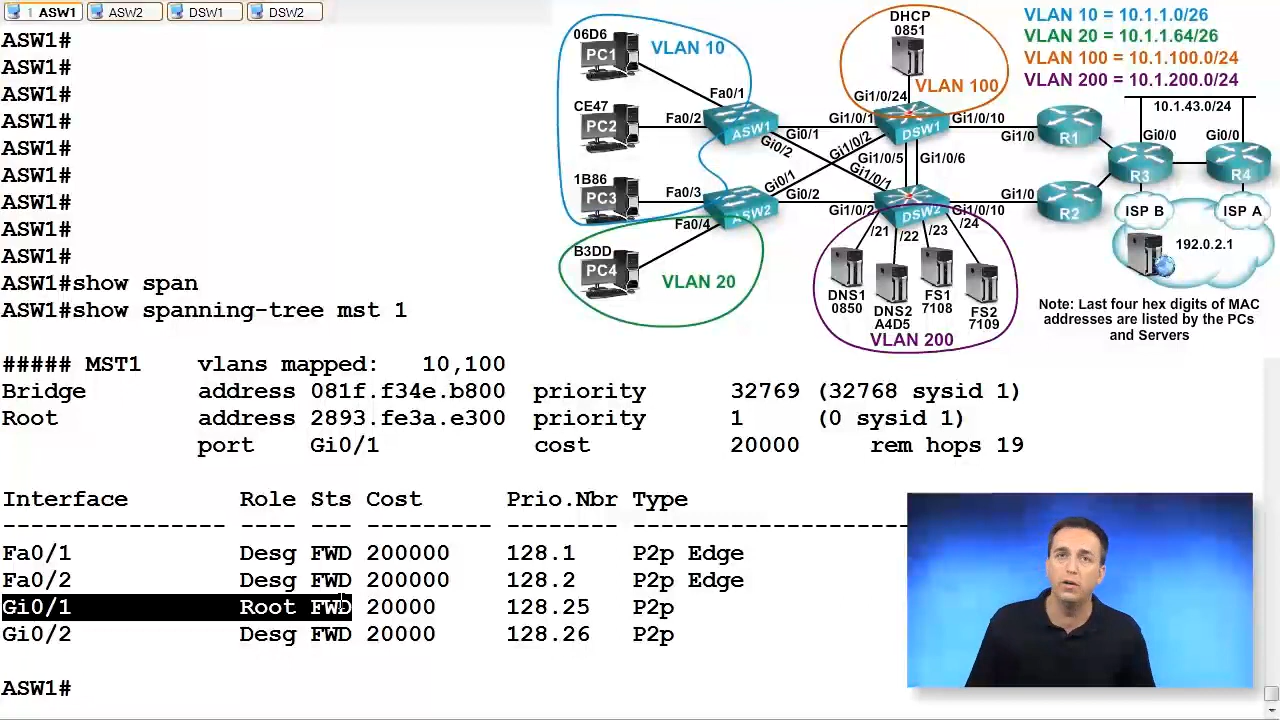 1 ASW1
ASW2
DSW1
DSW2
ASW1#
ASW1#
ASW1#
ASW1#
ASW1#
ASW1#
ASW1#
ASW1#
ASW1#
ASW1#show span
ASW1#show spanning-tree mst 1
##### MST1 vlans mapped: 10,100
Bridge address 081f.f34e.b800 priority 32769 (32768 sysid 1)
Root address 2893.fe3a.e300 priority 1 (0 sysid 1)
port Gi0/1 cost 20000 rem hops 19
Interface Role Sts Cost Prio.Nbr Type
---------------- ---- --- --------- -------- --------------------
Fa0/1 Desg FWD 200000 128.1 P2p Edge
Fa0/2 Desg FWD 200000 128.2 P2p Edge
Gi0/1 Root FWD 20000 128.25 P2p
Gi0/2 Desg FWD 20000 128.26 P2p
ASW1#
06D6
PC1
VLAN 10
Fa0/1
CE47
PC2
Fa0/2
ASW1
Gi0/1
Gi0/2
1B86
PC3
Fa0/3
ASW2
Gi0/1
Gi0/2
Fa0/4
B3DD
PC4
VLAN 20
DHCP
0851
Gi1/0/24
VLAN 100
Gi1/0/1
DSW1
Gi1/0/10
Gi1/0/2
Gi1/0/5
Gi1/0/6
Gi1/0/1
Gi1/0/2
DSW2
Gi1/0/10
/21
/22
/23
/24
DNS1
0850
DNS2
A4D5
FS1
7108
FS2
7109
VLAN 200
VLAN 10 = 10.1.1.0/26
VLAN 20 = 10.1.1.64/26
VLAN 100 = 10.1.100.0/24
VLAN 200 = 10.1.200.0/24
10.1.43.0/24
Gi1/0
R1
Gi0/0
Gi0/0
R3
R4
Gi1/0
R2
ISP B
ISP A
192.0.2.1
Note: Last four hex digits of MAC
addresses are listed by the PCs
and Servers